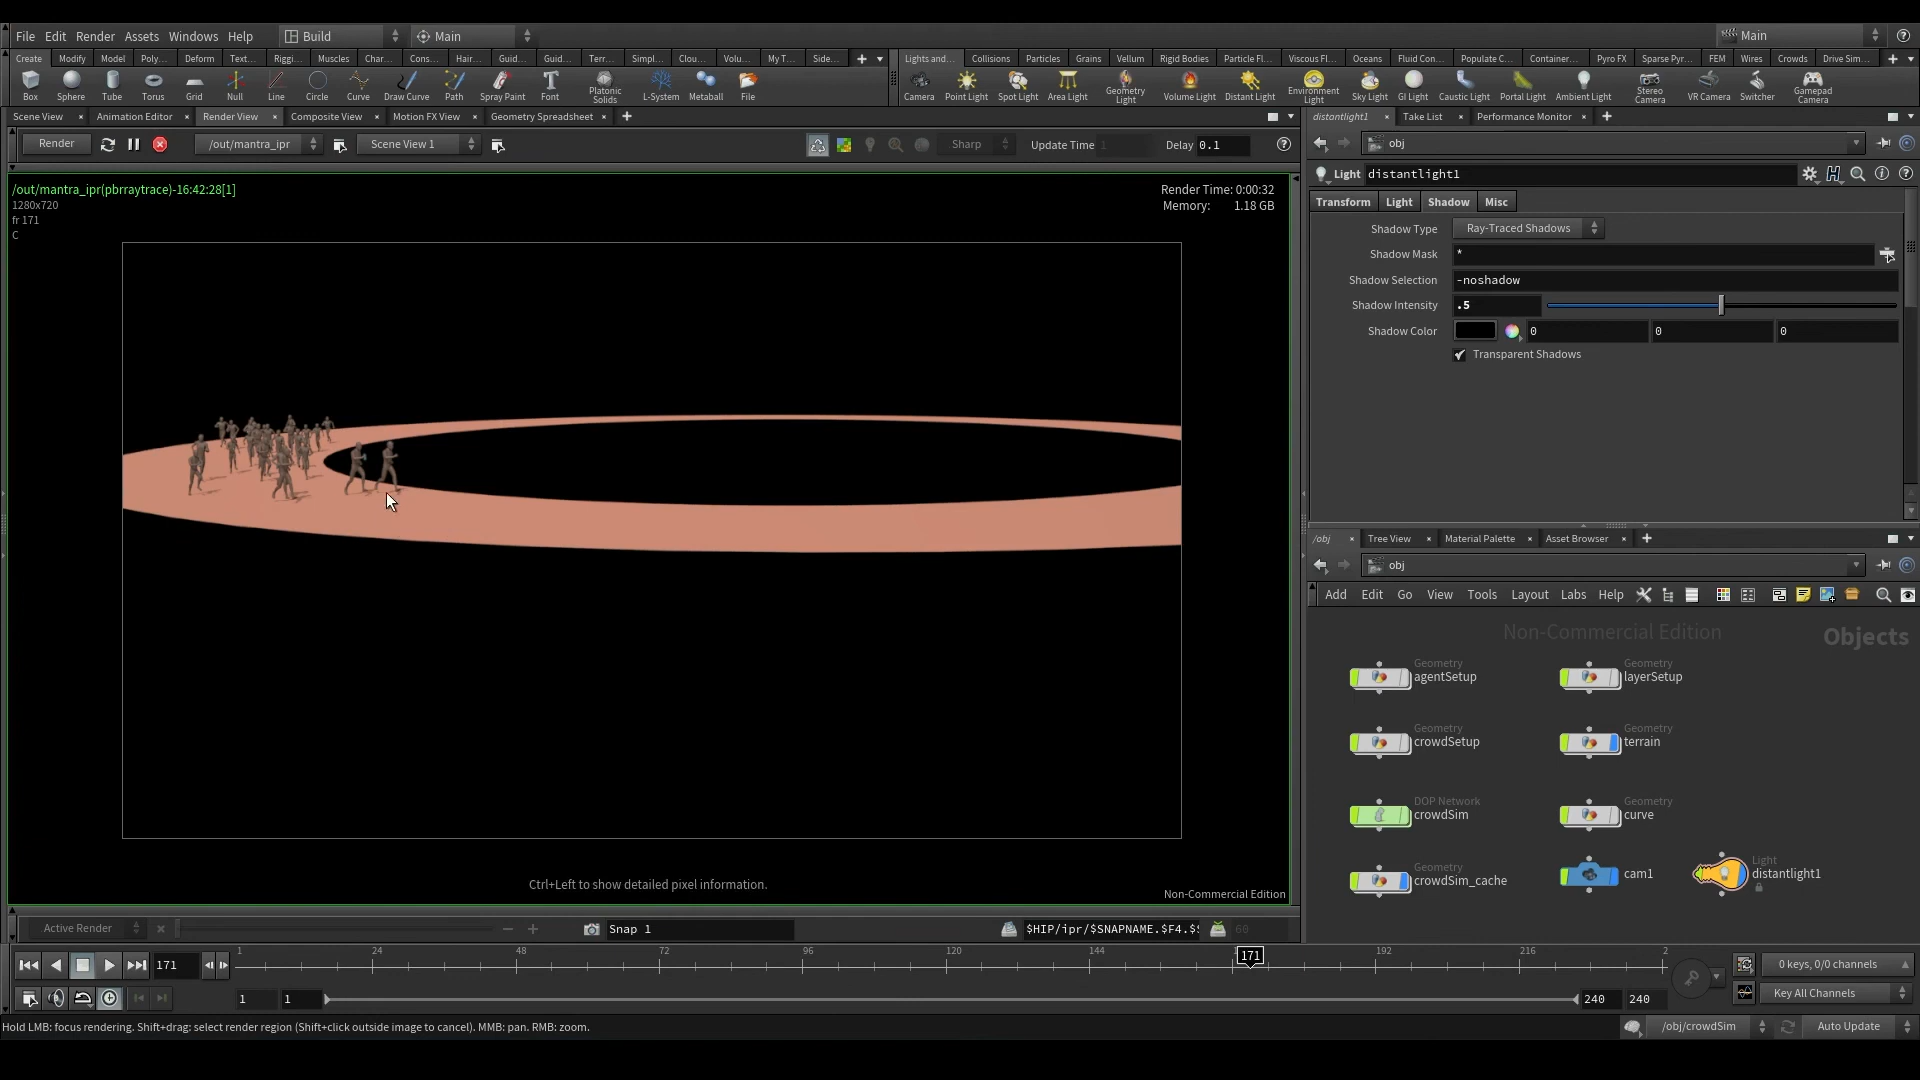 File Edit Render Assets Windows Help Build Main Main
Create Modify Model Poly... Deform Text... Riggi... Muscles Char... Cons... Hair... Guid... Guid... Terr... Simpl... Clou... Volu... My T... Side... Lights and... Collisions Particles Grains Vellum Rigid Bodies Particle Fl... Viscous Fl... Oceans Fluid Con... Populate C... Container... Pyro FX Sparse Pyr... FEM Wires Crowds Drive Sim...
Box Sphere Tube Torus Grid Null Line Circle Curve Draw Curve Path Spray Paint Font Platonic Solids L-System Metaball File Camera Point Light Spot Light Area Light Geometry Light Volume Light Distant Light Environment Light Sky Light GI Light Caustic Light Portal Light Ambient Light Stereo Camera VR Camera Switcher Gamepad Camera
Scene View Animation Editor Render View Composite View Motion FX View Geometry Spreadsheet
Render /out/mantra_ipr Scene View 1 Sharp Update Time 1 Delay 0.1
/out/mantra_ipr(pbrraytrace)-16:42:28[1]
1280x720
fr 171
C
Render Time: 0:00:32
Memory: 1.18 GB
Ctrl+Left to show detailed pixel information.
Non-Commercial Edition
Active Render Snap 1 $HIP/ipr/$SNAPNAME.$F4.$S 60
distantlight1 Take List Performance Monitor
obj
Light distantlight1
Transform Light Shadow Misc
Shadow Type Ray-Traced Shadows
Shadow Mask *
Shadow Selection -noshadow
Shadow Intensity .5
Shadow Color 0 0 0
Transparent Shadows
/obj Tree View Material Palette Asset Browser
obj
Add Edit Go View Tools Layout Labs Help
Non-Commercial Edition Objects
Geometry
agentSetup
Geometry
layerSetup
Geometry
crowdSetup
Geometry
terrain
DOP Network
crowdSim
Geometry
curve
Geometry
crowdSim_cache
cam1
Light
distantlight1
171 1 24 48 72 96 120 144 171 192 216 2
0 keys, 0/0 channels
1 1 240 240 Key All Channels
Hold LMB: focus rendering. Shift+drag: select render region (Shift+click outside image to cancel). MMB: pan. RMB: zoom.
/obj/crowdSim Auto Update